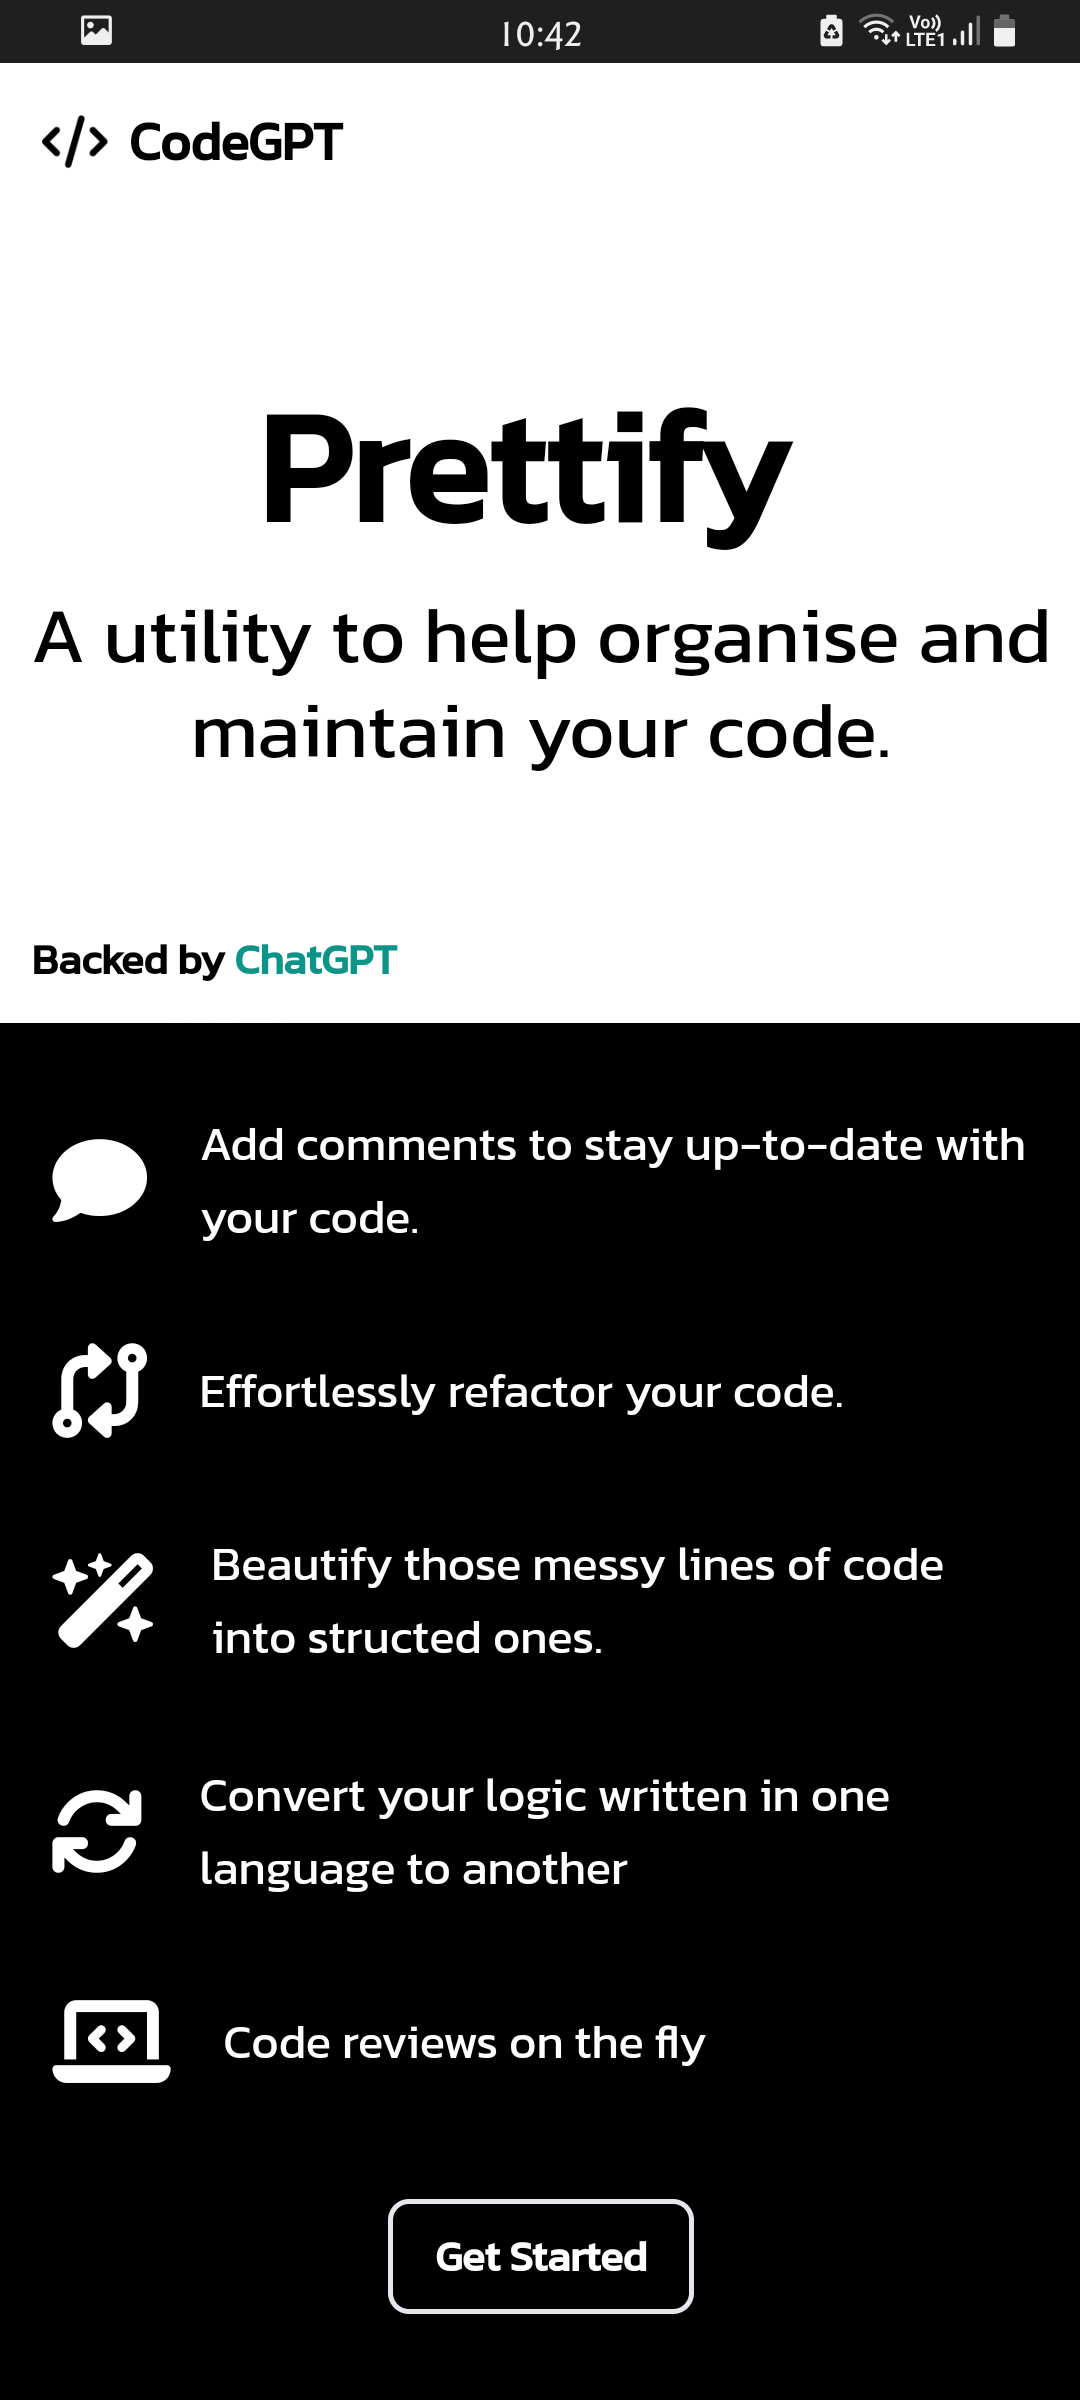 10:42
Vo)) LTE1
CodeGPT
Prettify
A utility to help organise and
maintain your code.
Backed by ChatGPT
Add comments to stay up-to-date with
your code.
Effortlessly refactor your code.
Beautify those messy lines of code
into structed ones.
Convert your logic written in one
language to another
Code reviews on the fly
Get Started